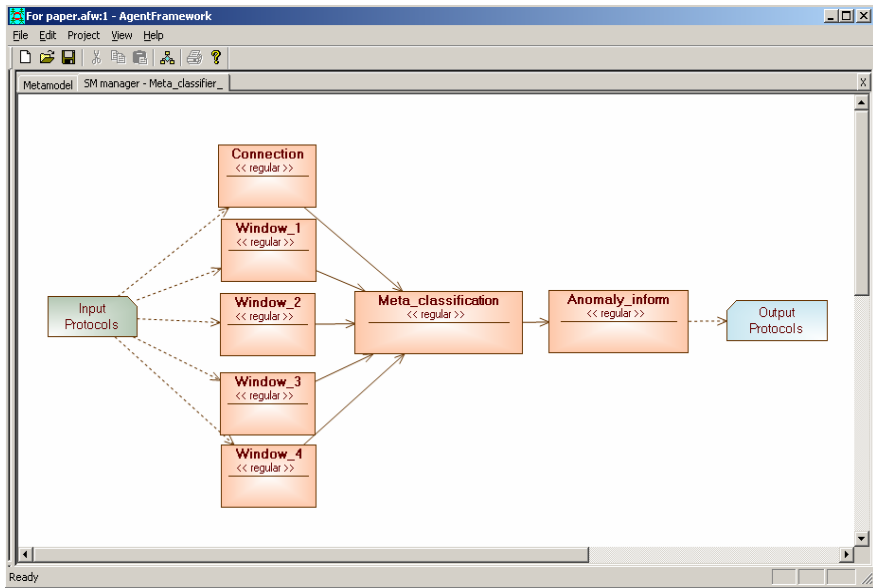 For paper.afw:1 - AgentFramework
File Edit Project View Help
Metamodel SM manager - Meta_classifier_ X
Connection
<< regular >>
Window_1
<< regular >>
Input
Protocols
Window_2
<< regular >>
Meta_classification
<< regular >>
Anomaly_inform
<< regular >>
Output
Protocols
Window_3
<< regular >>
Window_4
<< regular >>
Ready